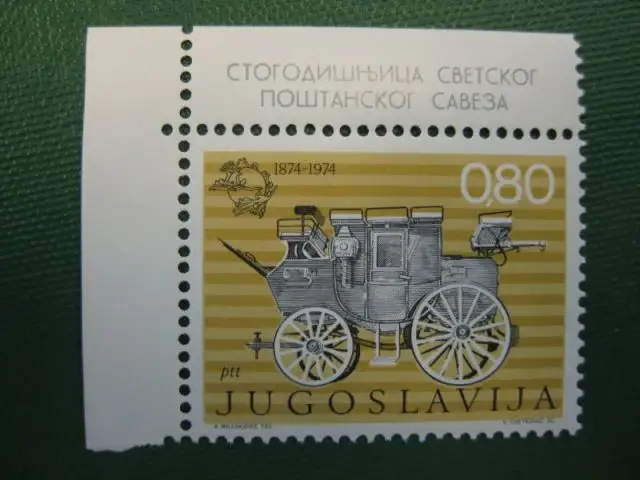 СТОГОДИШЊИЦА СВЕТСКОГ
ПОШТАНСКОГ САВЕЗА
1874-1974
0,80
ptt
JUGOSLAVIJA